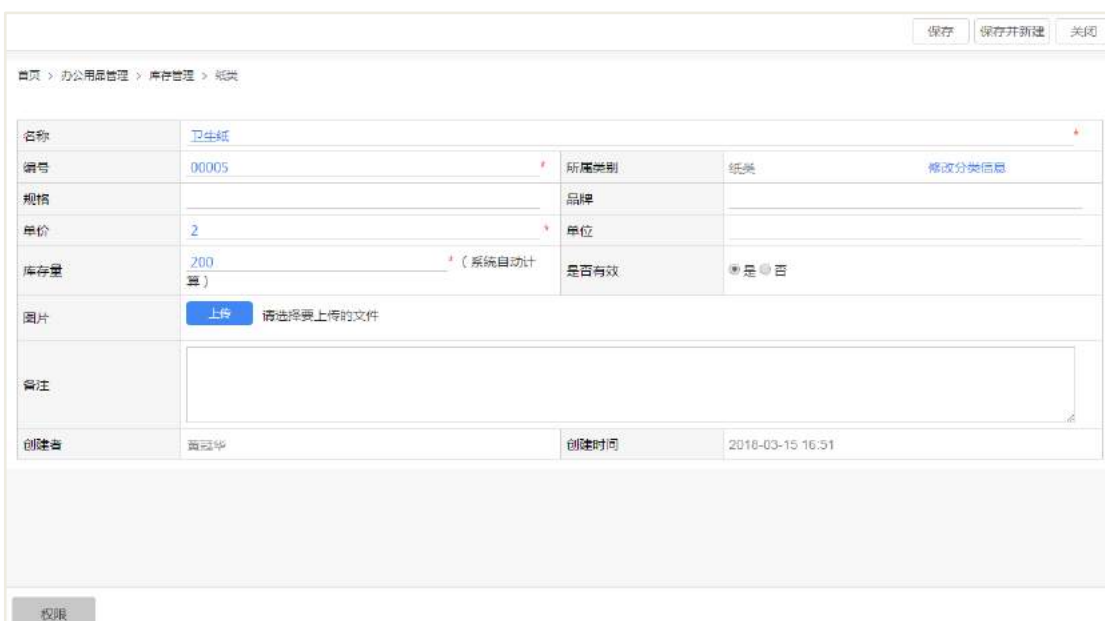 保存 保存并新建 关闭
首页 > 办公用品管理 > 库存管理 > 纸类
名称 卫生纸 *
编号 00005 * 所属类别 纸类 修改分类信息
规格 品牌
单价 2 * 单位
库存量 200 * （系统自动计
算） 是否有效 是 否
图片 上传 请选择要上传的文件
备注
创建者 黄冠华 创建时间 2018-03-15 16:51
权限